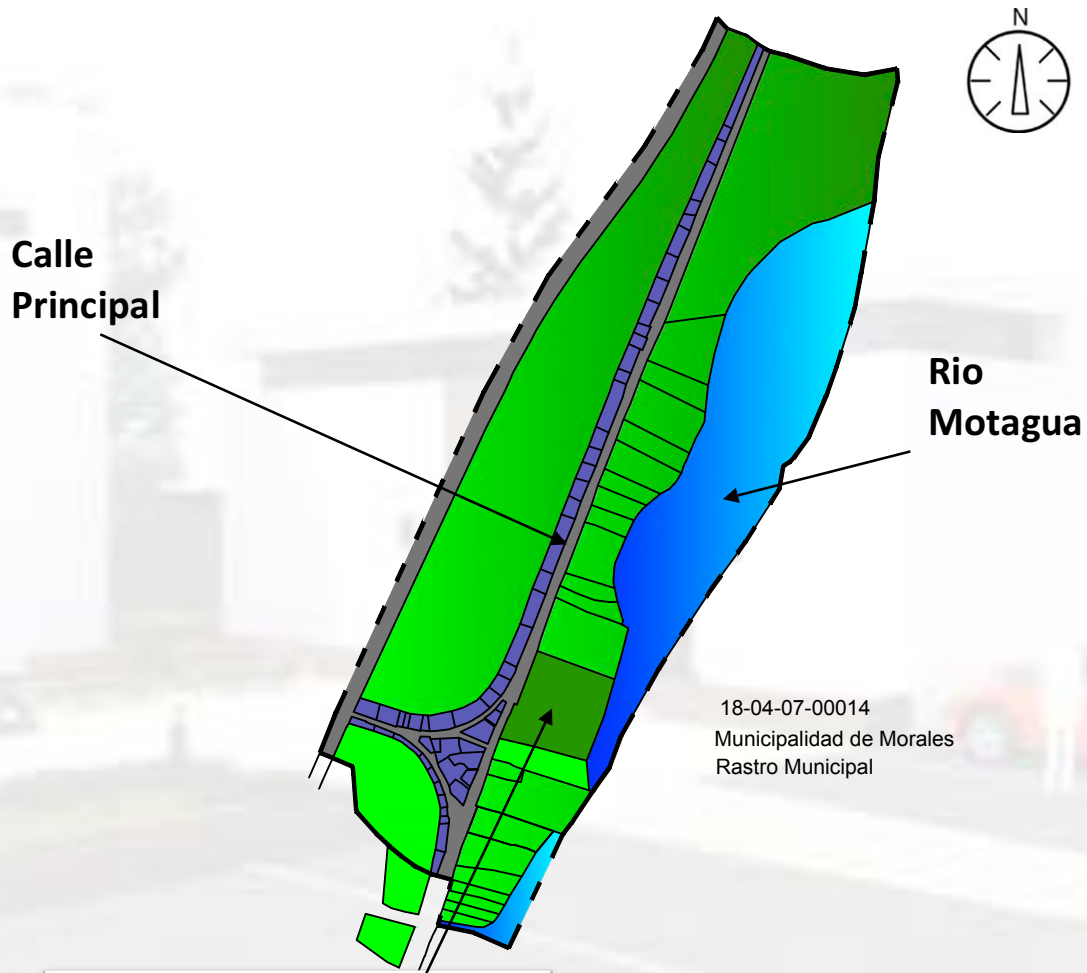 N
Calle
Principal
Rio
Motagua
18-04-07-00014
Municipalidad de Morales
Rastro Municipal